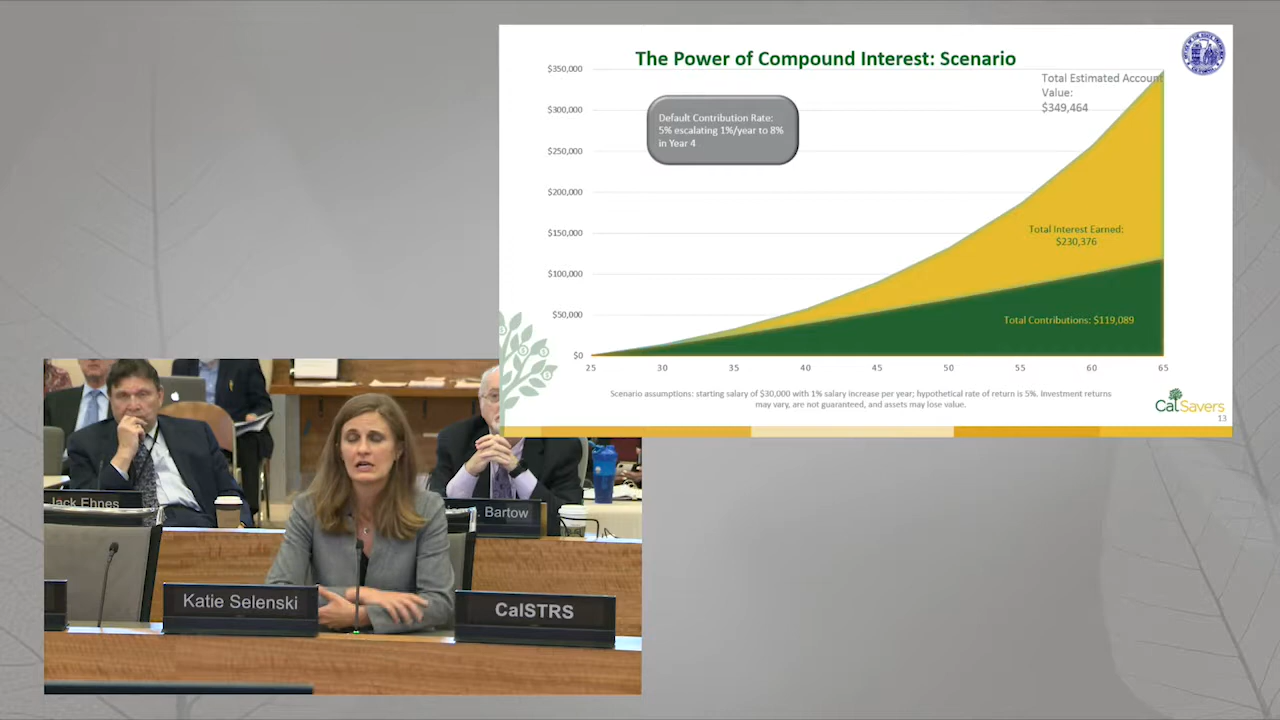 The Power of Compound Interest: Scenario
Total Estimated Account
Value:
$349,464
Default Contribution Rate:
5% escalating 1%/year to 8%
in Year 4
$350,000
$300,000
$250,000
$200,000
$150,000
$100,000
$50,000
$0
Total Interest Earned:
$230,376
Total Contributions: $119,089
25 30 35 40 45 50 55 60 65
Scenario assumptions: starting salary of $30,000 with 1% salary increase per year; hypothetical rate of return is 5%. Investment returns
may vary, are not guaranteed, and assets may lose value.
CalSavers
13
Jack Ehnes
. Bartow
Katie Selenski
CalSTRS